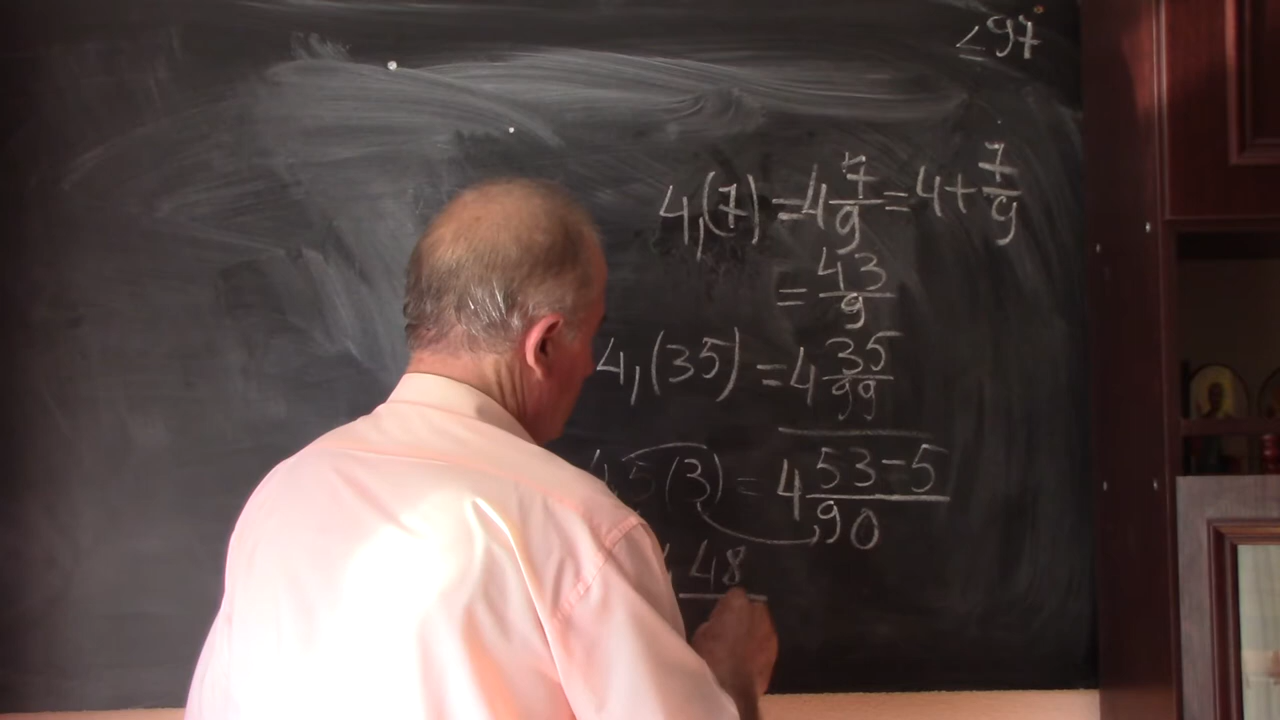 ≤97
4,(7) = 4 7/9 = 4 + 7/9
= 43/9
4,(35) = 4 35/99
4,5(3) = 4 53-5/90
48